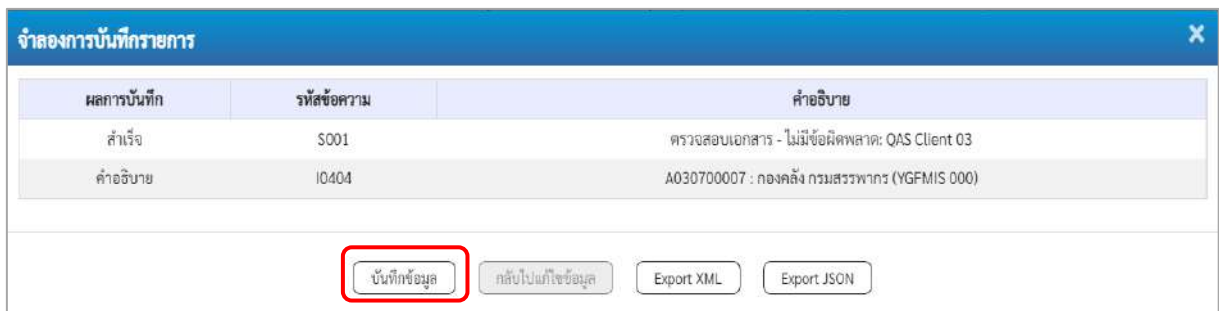 จำลองการบันทึกรายการ
ผลการบันทึก รหัสข้อความ คำอธิบาย
สำเร็จ S001 ตรวจสอบเอกสาร - ไม่มีข้อผิดพลาด: QAS Client 03
คำอธิบาย I0404 A030700007 : กองคลัง กรมสรรพากร (YGFMIS 000)
บันทึกข้อมูล กลับไปแก้ไขข้อมูล Export XML Export JSON